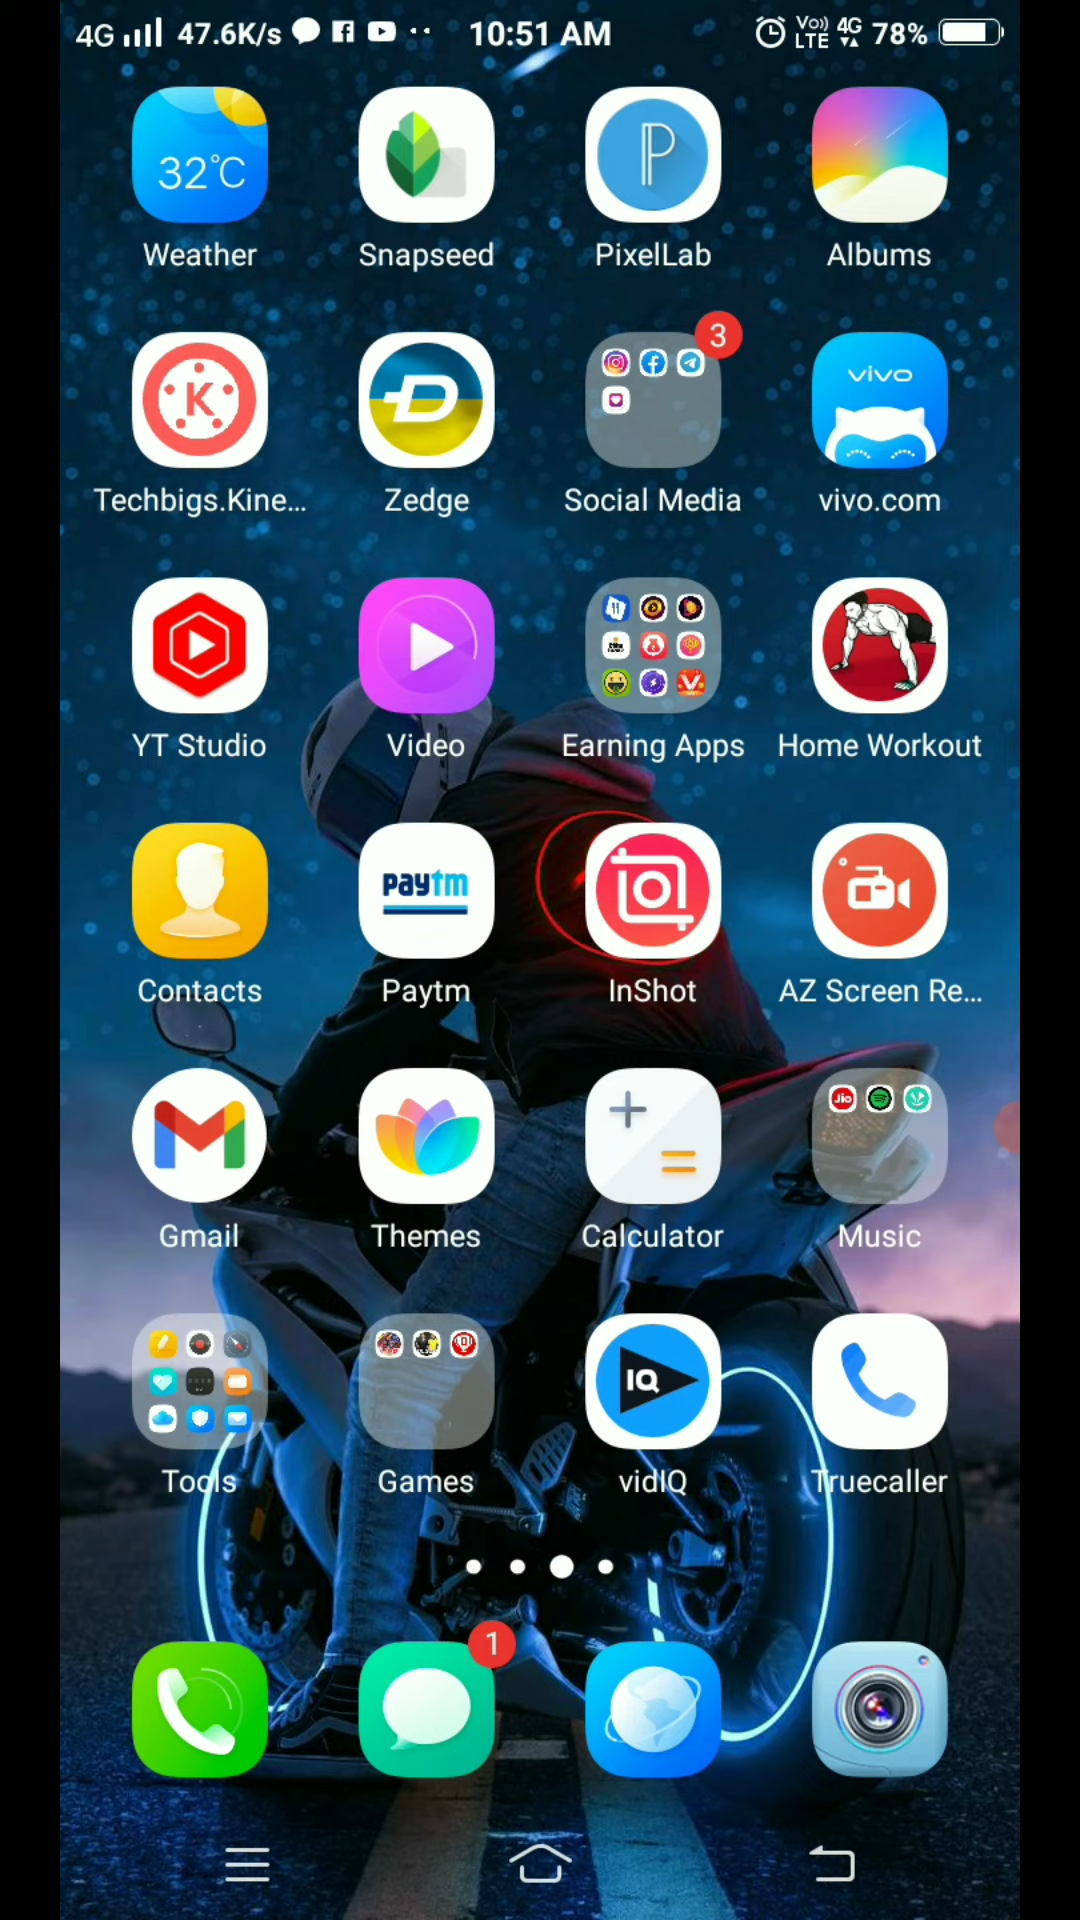 4G 47.6K/s 10:51 AM Vo)) LTE 4G 78%
32°C
Weather Snapseed PixelLab Albums
3
vivo
Techbigs.Kine... Zedge Social Media vivo.com
YT Studio Video Earning Apps Home Workout
paytm
Contacts Paytm InShot AZ Screen Re...
Jio
Gmail Themes Calculator Music
IQ
Tools Games vidIQ Truecaller
1